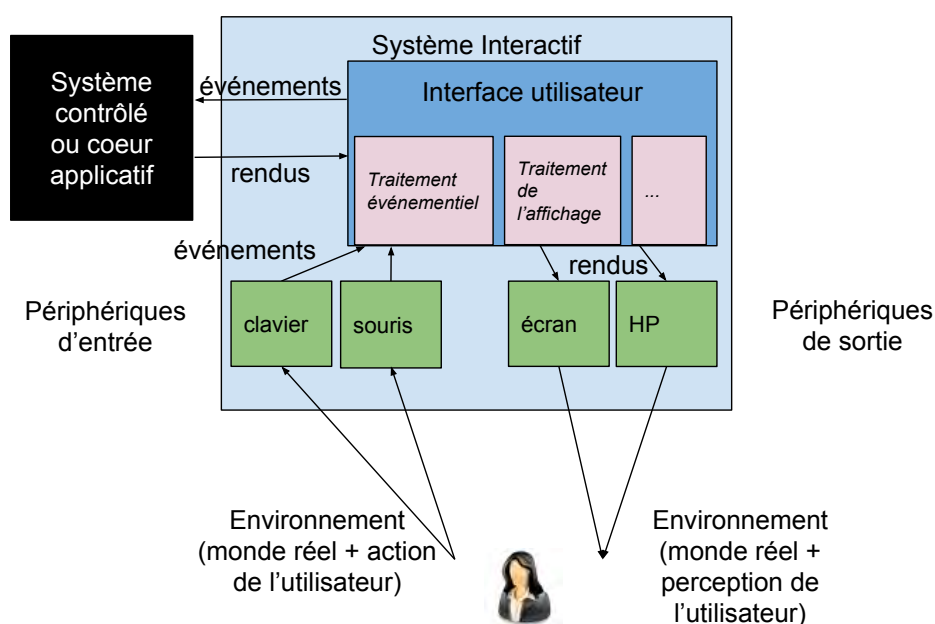 Système Interactif
Système
contrôlé
ou coeur
applicatif
événements
rendus
Interface utilisateur
Traitement
événementiel
Traitement
de
l'affichage
...
événements
rendus
Périphériques
d'entrée
clavier
souris
écran
HP
Périphériques
de sortie
Environnement
(monde réel + action
de l'utilisateur)
Environnement
(monde réel +
perception de
l'utilisateur)